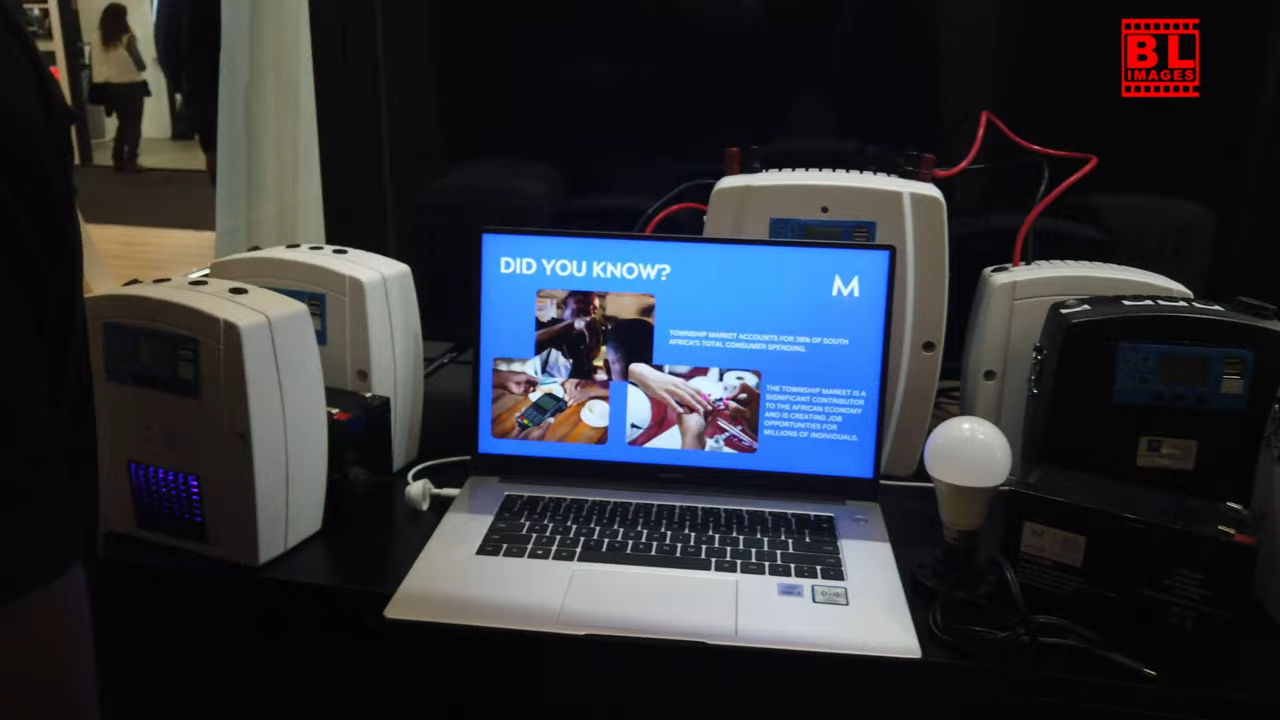 BL
IMAGES
DID YOU KNOW?
M
TOWNSHIP MARKET ACCOUNTS FOR 38% OF SOUTH
AFRICA'S TOTAL CONSUMER SPENDING.
THE TOWNSHIP MARKET IS A
SIGNIFICANT CONTRIBUTOR
TO THE AFRICAN ECONOMY
AND IS CREATING JOB
OPPORTUNITIES FOR
MILLIONS OF INDIVIDUALS.